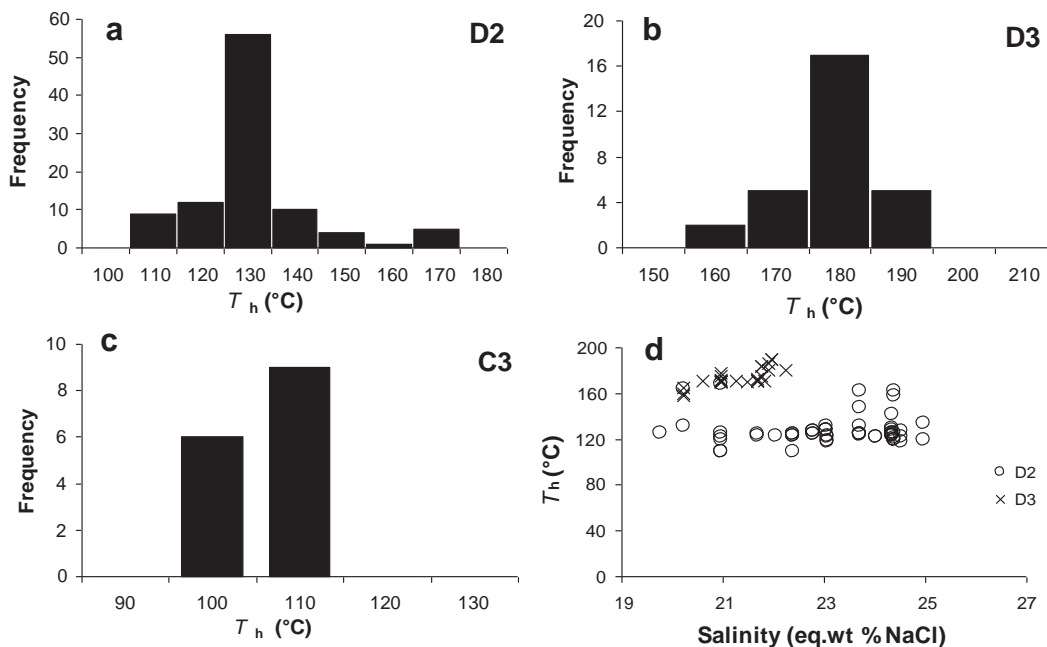 a
D2
60
50
40
30
20
10
0
Frequency
100 110 120 130 140 150 160 170 180
T h (°C)
b
D3
20
16
12
8
4
0
Frequency
150 160 170 180 190 200 210
T h (°C)
c
C3
10
8
6
4
2
0
Frequency
90 100 110 120 130
T h (°C)
d
200
160
120
80
40
0
Th (°C)
D2
D3
19 21 23 25 27
Salinity (eq.wt % NaCl)